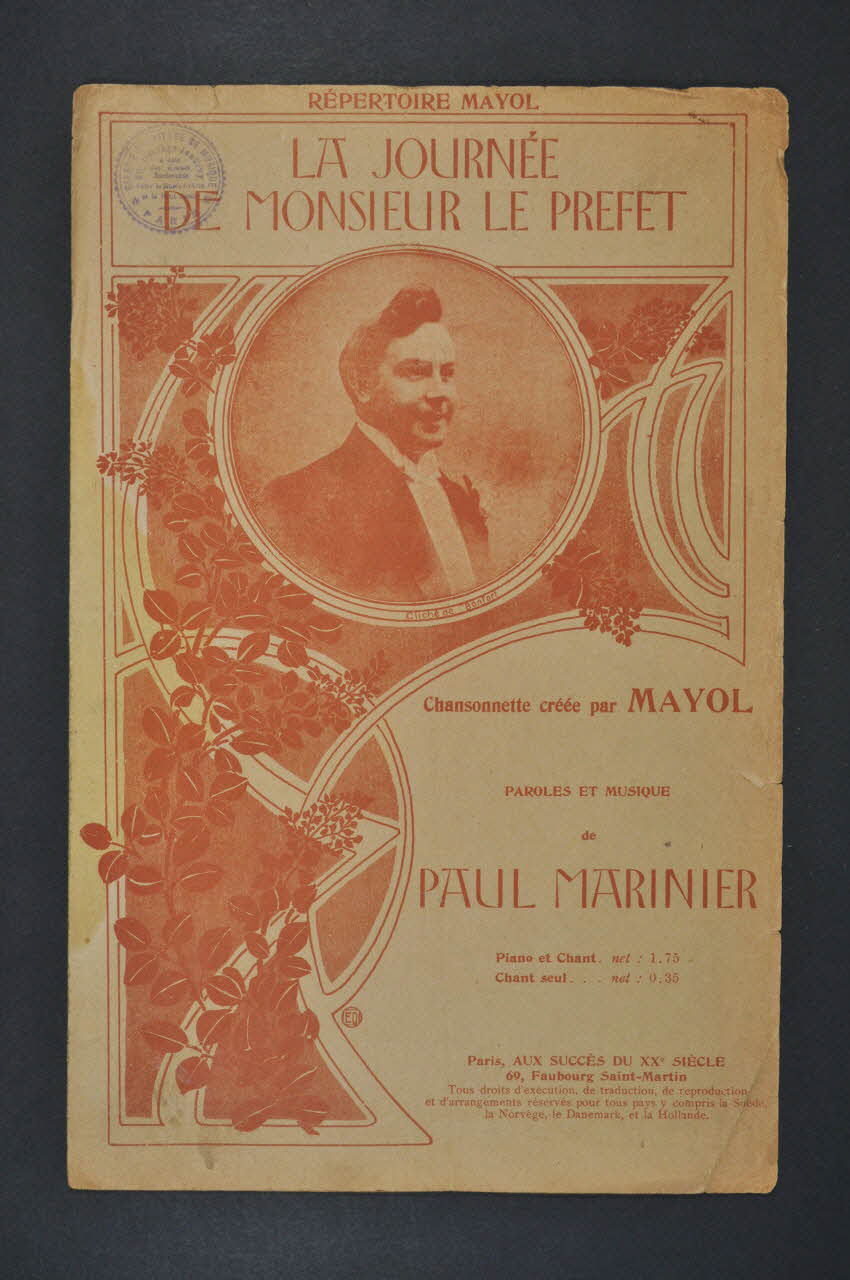 RÉPERTOIRE MAYOL
LA JOURNÉE
DE MONSIEUR LE PREFET
PARIS
Chansonnette créée par MAYOL
PAROLES ET MUSIQUE
de
PAUL MARINIER
Piano et Chant. net : 1.75
Chant seul. . . . net : 0.35
Paris, AUX SUCCÈS DU XXe SIÈCLE
69, Faubourg Saint-Martin
Tous droits d'exécution, de traduction, de reproduction
et d'arrangements réservés pour tous pays y compris la Suède,
la Norvège, le Danemark, et la Hollande.